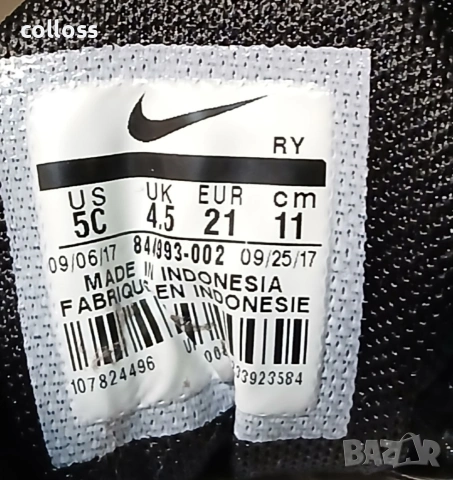 colloss
RY
US UK EUR cm
5C 4.5 21 11
09/06/17 09/25/17
MADE IN INDONESIA
EN INDONESIE
107824496
BAZAR